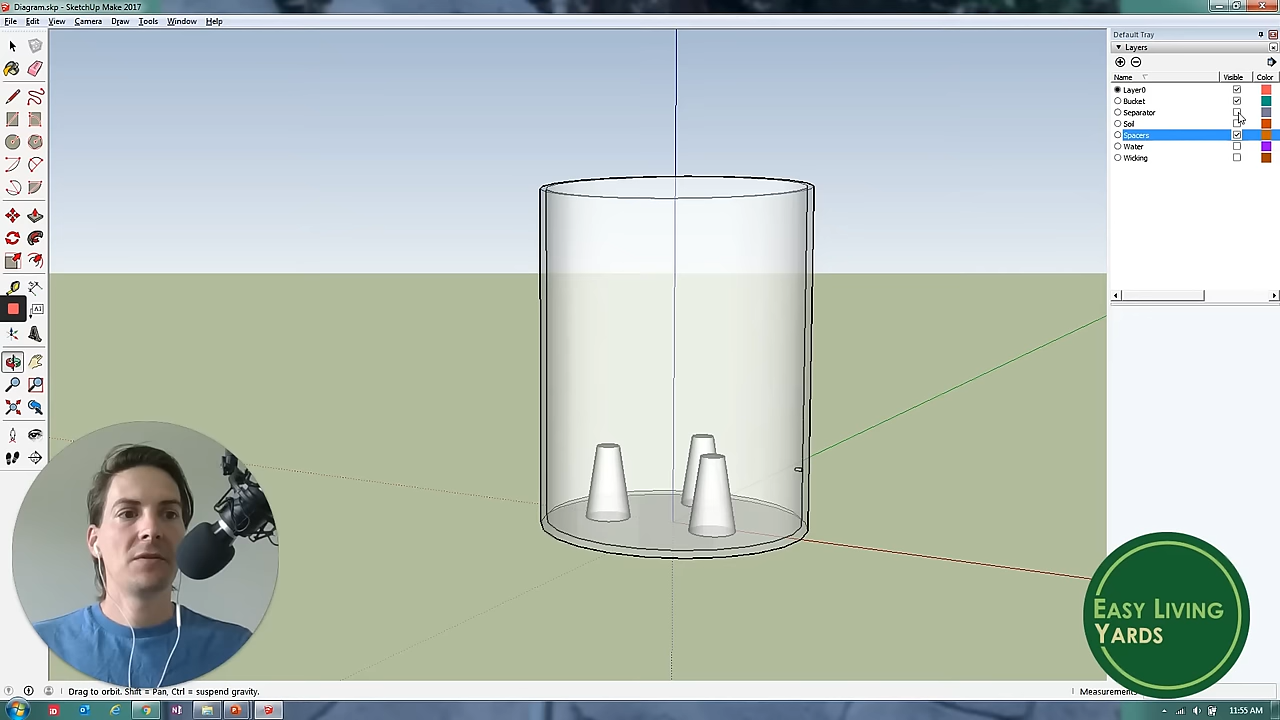 Diagram.skp - SketchUp Make 2017
File Edit View Camera Draw Tools Window Help
Default Tray
Layers
Name Visible Color
Layer0
Bucket
Separator
Soil
Spacers
Water
Wicking
A1
EASY LIVING
YARDS
Drag to orbit. Shift = Pan, Ctrl = suspend gravity.
Measurements
11:55 AM